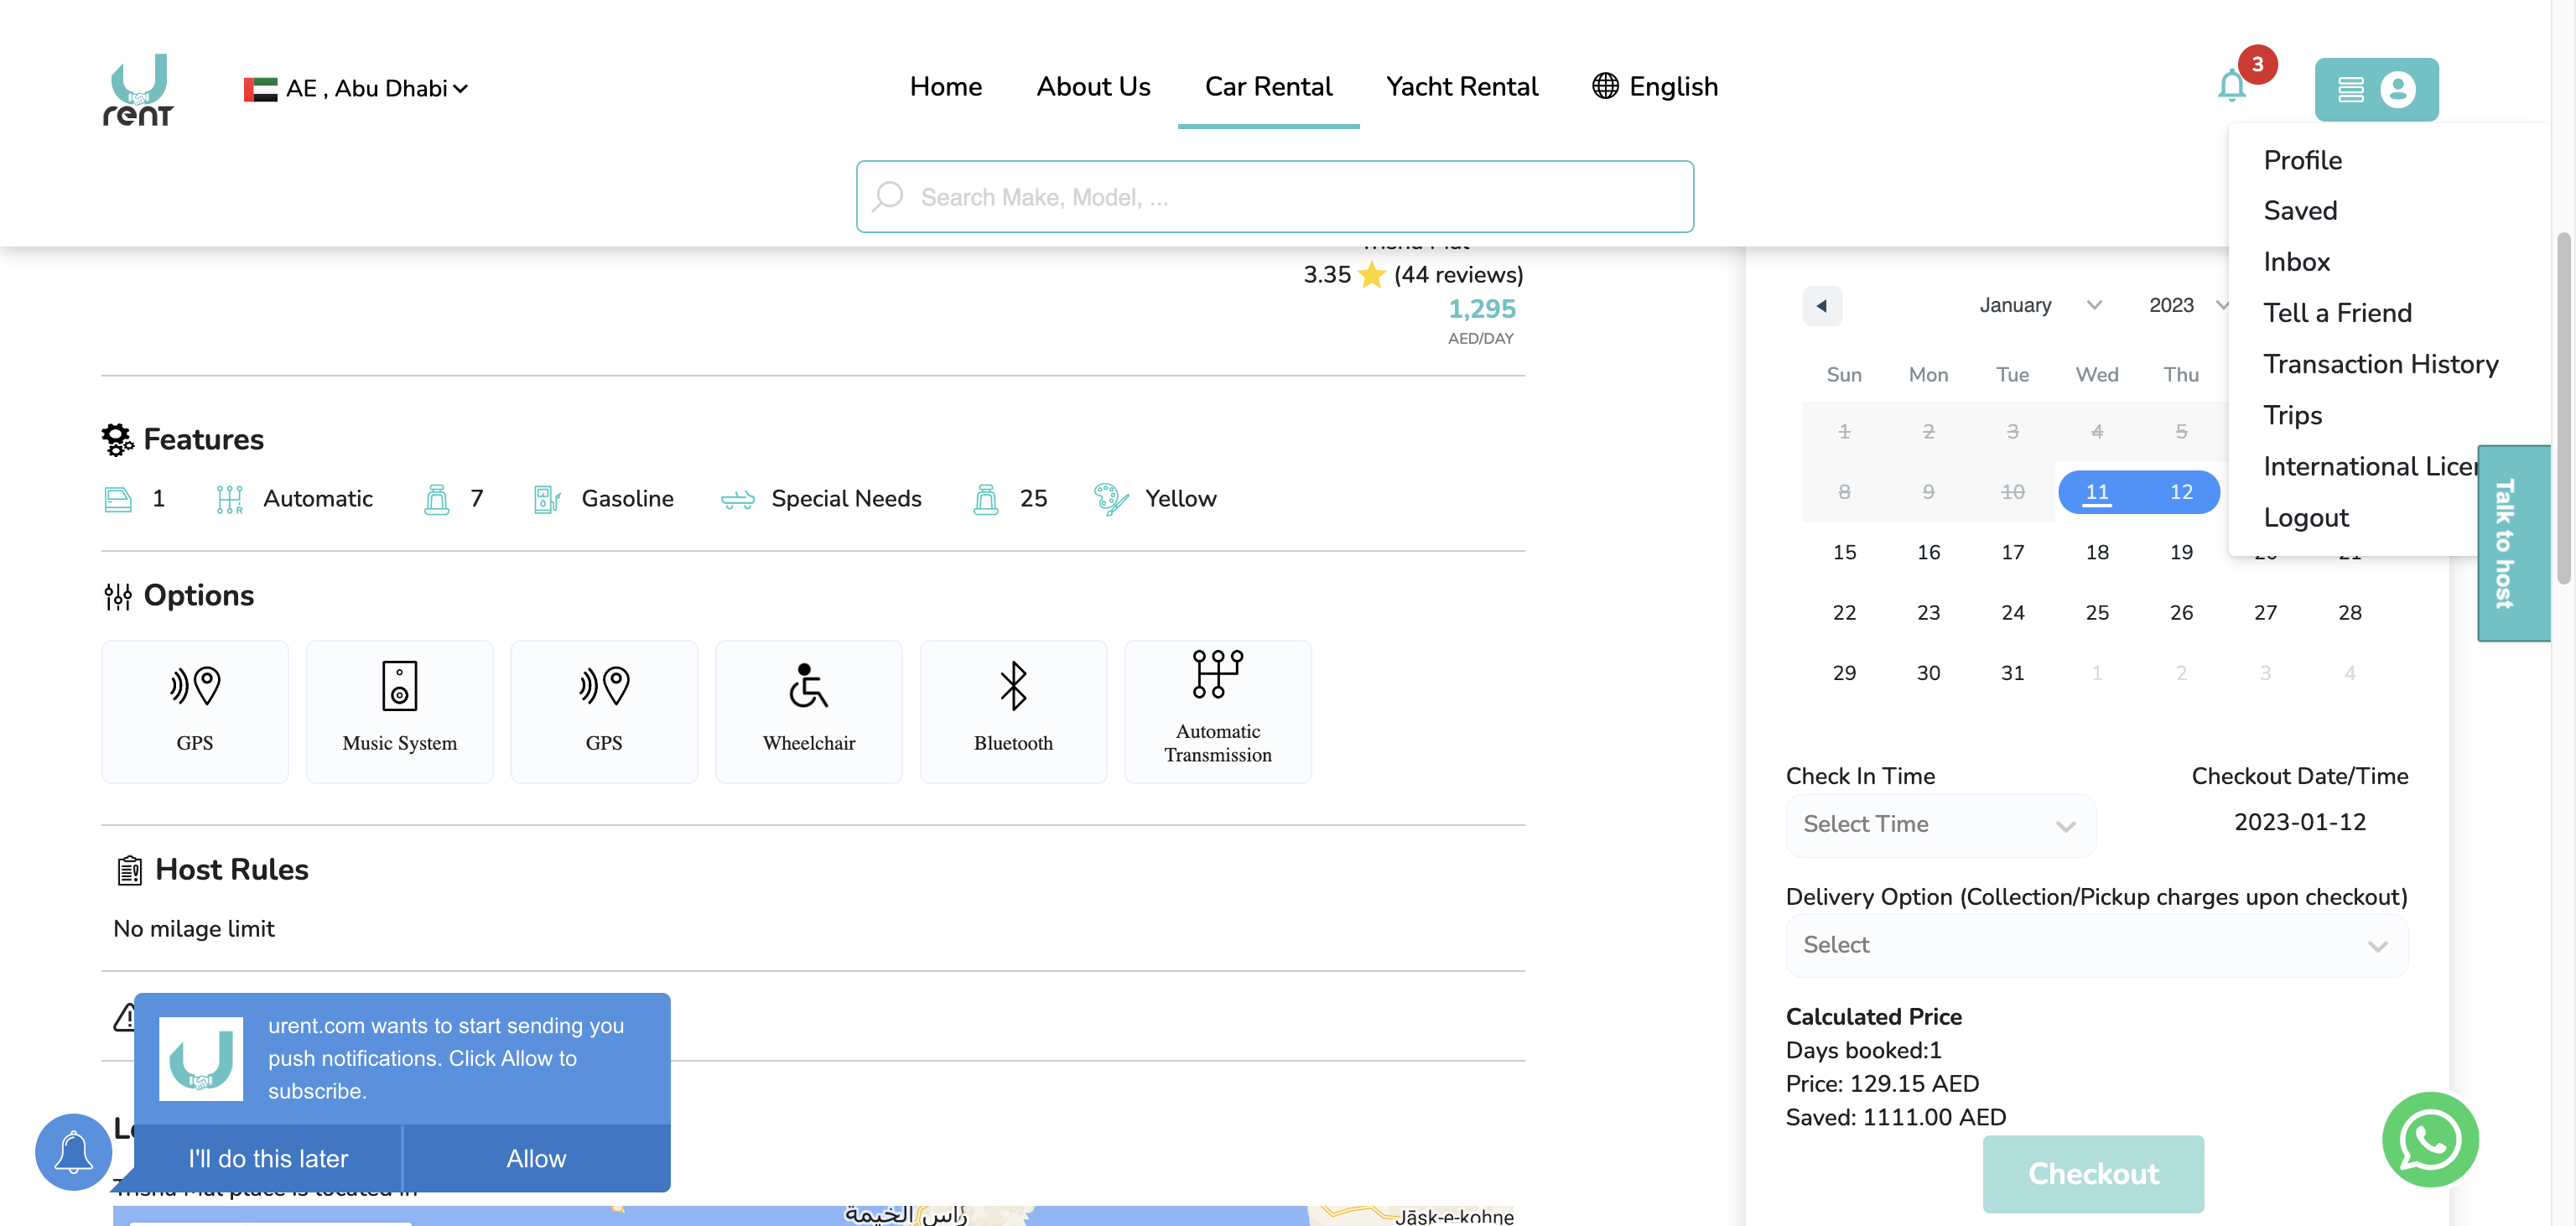 U
rent
AE , Abu Dhabi
Home
About Us
Car Rental
Yacht Rental
English
3
Search Make, Model, ...
Profile
Saved
Inbox
Tell a Friend
Transaction History
Trips
International
Logout
Talk to host
3.35 (44 reviews)
1,295
AED/DAY
Features
1
Automatic
7
Gasoline
Special Needs
25
Yellow
Options
GPS
Music System
GPS
Wheelchair
Bluetooth
Automatic
Transmission
Host Rules
No milage limit
urent.com wants to start sending you
push notifications. Click Allow to
subscribe.
I'll do this later
Allow
place is located in
راس الخيمة
Jāsk-e-kohne
January
2023
Sun Mon Tue Wed Thu
1 2 3 4 5
8 9 10 11 12
15 16 17 18 19 20 21
22 23 24 25 26 27 28
29 30 31 1 2 3 4
Check In Time
Checkout Date/Time
Select Time
2023-01-12
Delivery Option (Collection/Pickup charges upon checkout)
Select
Calculated Price
Days booked:1
Price: 129.15 AED
Saved: 1111.00 AED
Checkout